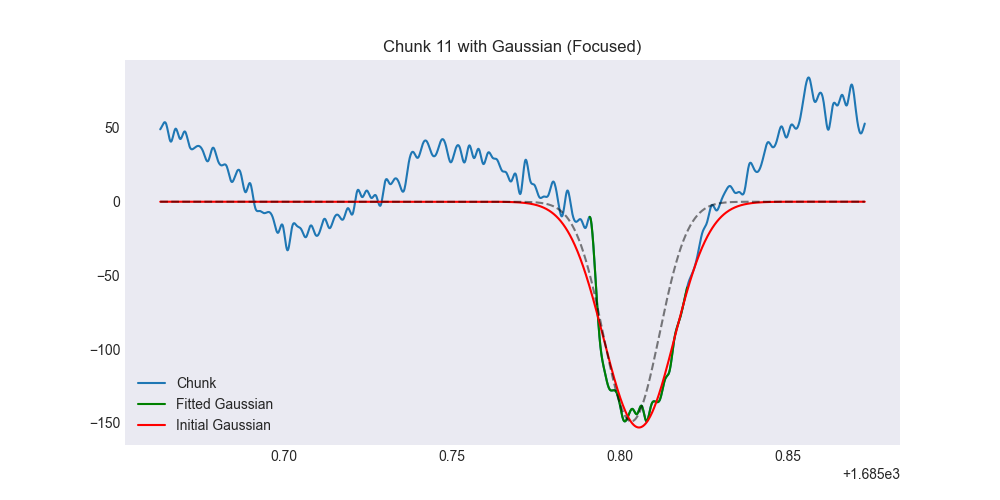 Chunk 11 with Gaussian (Focused)
50
0
−50
−100
−150
Chunk
Fitted Gaussian
Initial Gaussian
0.70 0.75 0.80 0.85
+1.685e3